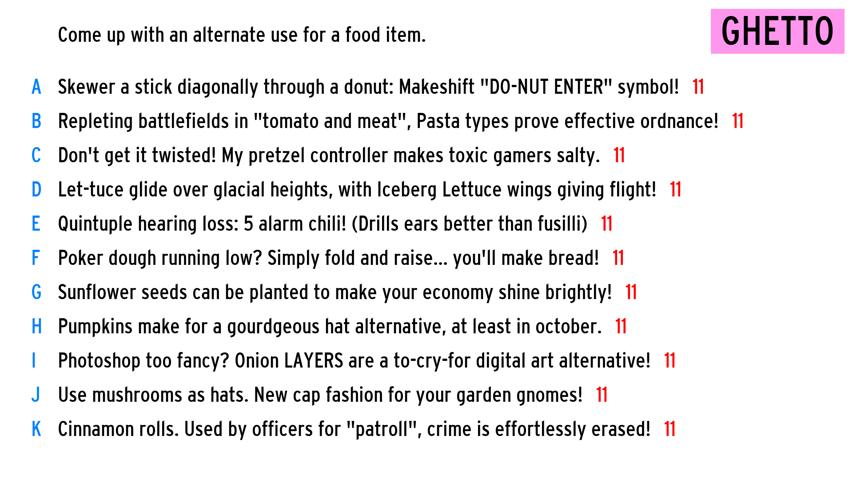 Come up with an alternate use for a food item.
GHETTO
A Skewer a stick diagonally through a donut: Makeshift "DO-NUT ENTER" symbol! 11
B Repleting battlefields in "tomato and meat", Pasta types prove effective ordnance! 11
C Don't get it twisted! My pretzel controller makes toxic gamers salty. 11
D Let-tuce glide over glacial heights, with Iceberg Lettuce wings giving flight! 11
E Quintuple hearing loss: 5 alarm chili! (Drills ears better than fusilli) 11
F Poker dough running low? Simply fold and raise... you'll make bread! 11
G Sunflower seeds can be planted to make your economy shine brightly! 11
H Pumpkins make for a gourdgeous hat alternative, at least in october. 11
I Photoshop too fancy? Onion LAYERS are a to-cry-for digital art alternative! 11
J Use mushrooms as hats. New cap fashion for your garden gnomes! 11
K Cinnamon rolls. Used by officers for "patroll", crime is effortlessly erased! 11